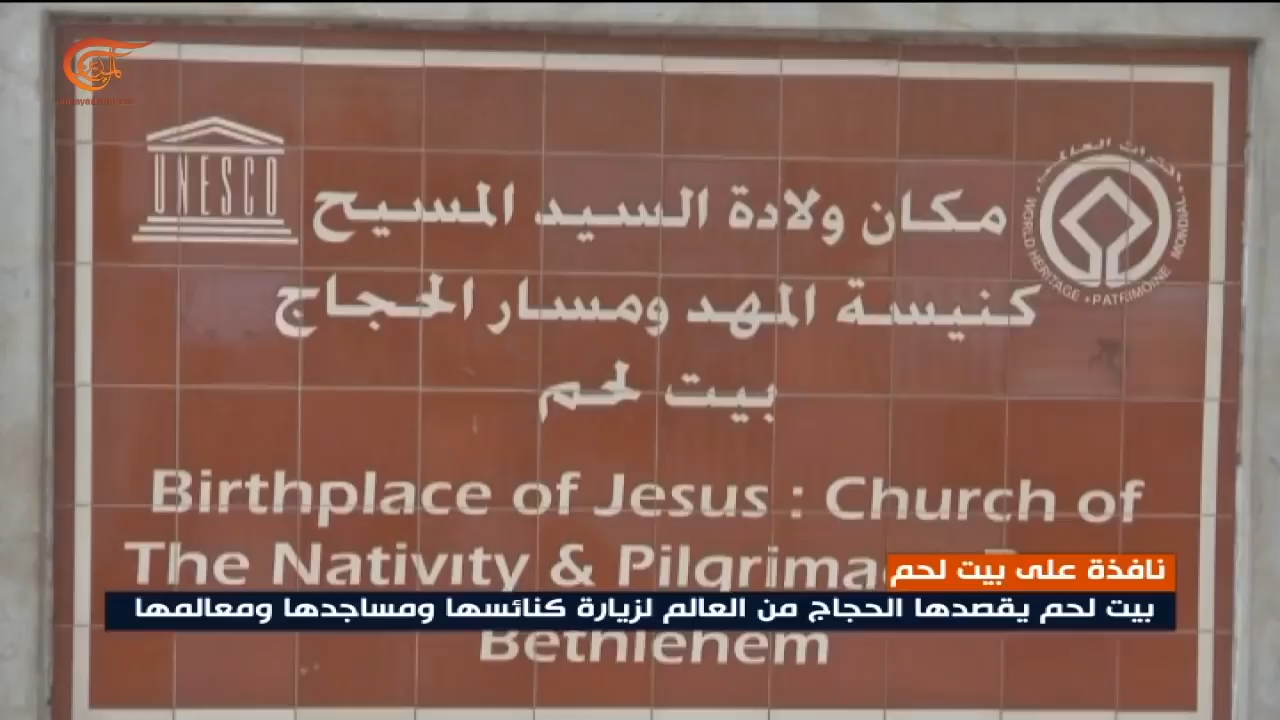 UNESCO
مكان ولادة السيد المسيح
كنيسة المهد ومسار الحجاج
بيت لحم
WORLD HERITAGE • PATRIMOINE MONDIAL
Birthplace of Jesus : Church of
The Nativity & Pilgrima
نافذة على بيت لحم
بيت لحم يقصدها الحجاج من العالم لزيارة كنائسها ومساجدها ومعالمها
Bethlehem